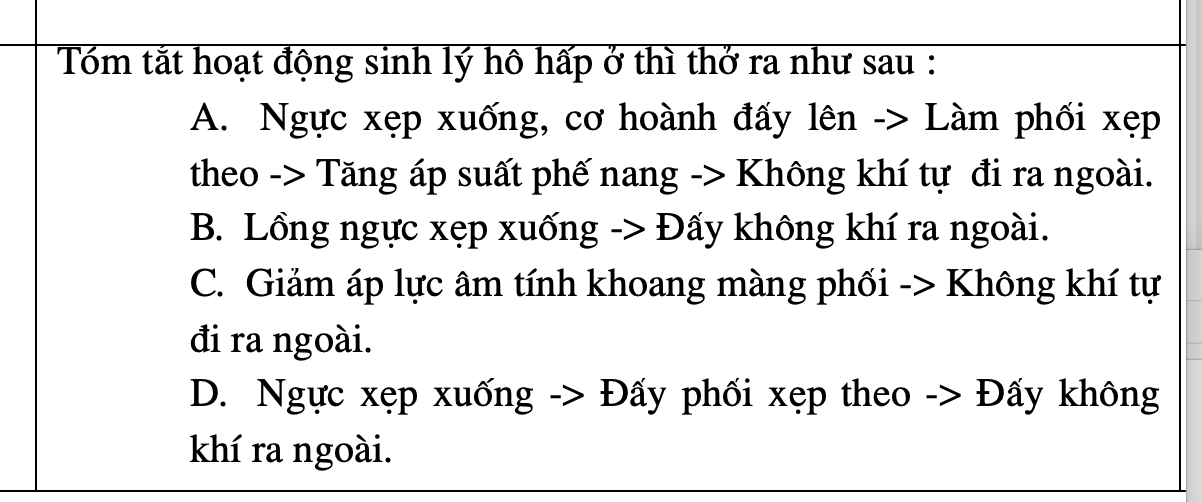 Tóm tắt hoạt động sinh lý hô hấp ở thì thở ra như sau :
A. Ngực xẹp xuống, cơ hoành đẩy lên -> Làm phổi xẹp
theo -> Tăng áp suất phế nang -> Không khí tự đi ra ngoài.
B. Lồng ngực xẹp xuống -> Đẩy không khí ra ngoài.
C. Giảm áp lực âm tính khoang màng phổi -> Không khí tự
đi ra ngoài.
D. Ngực xẹp xuống -> Đẩy phổi xẹp theo -> Đẩy không
khí ra ngoài.